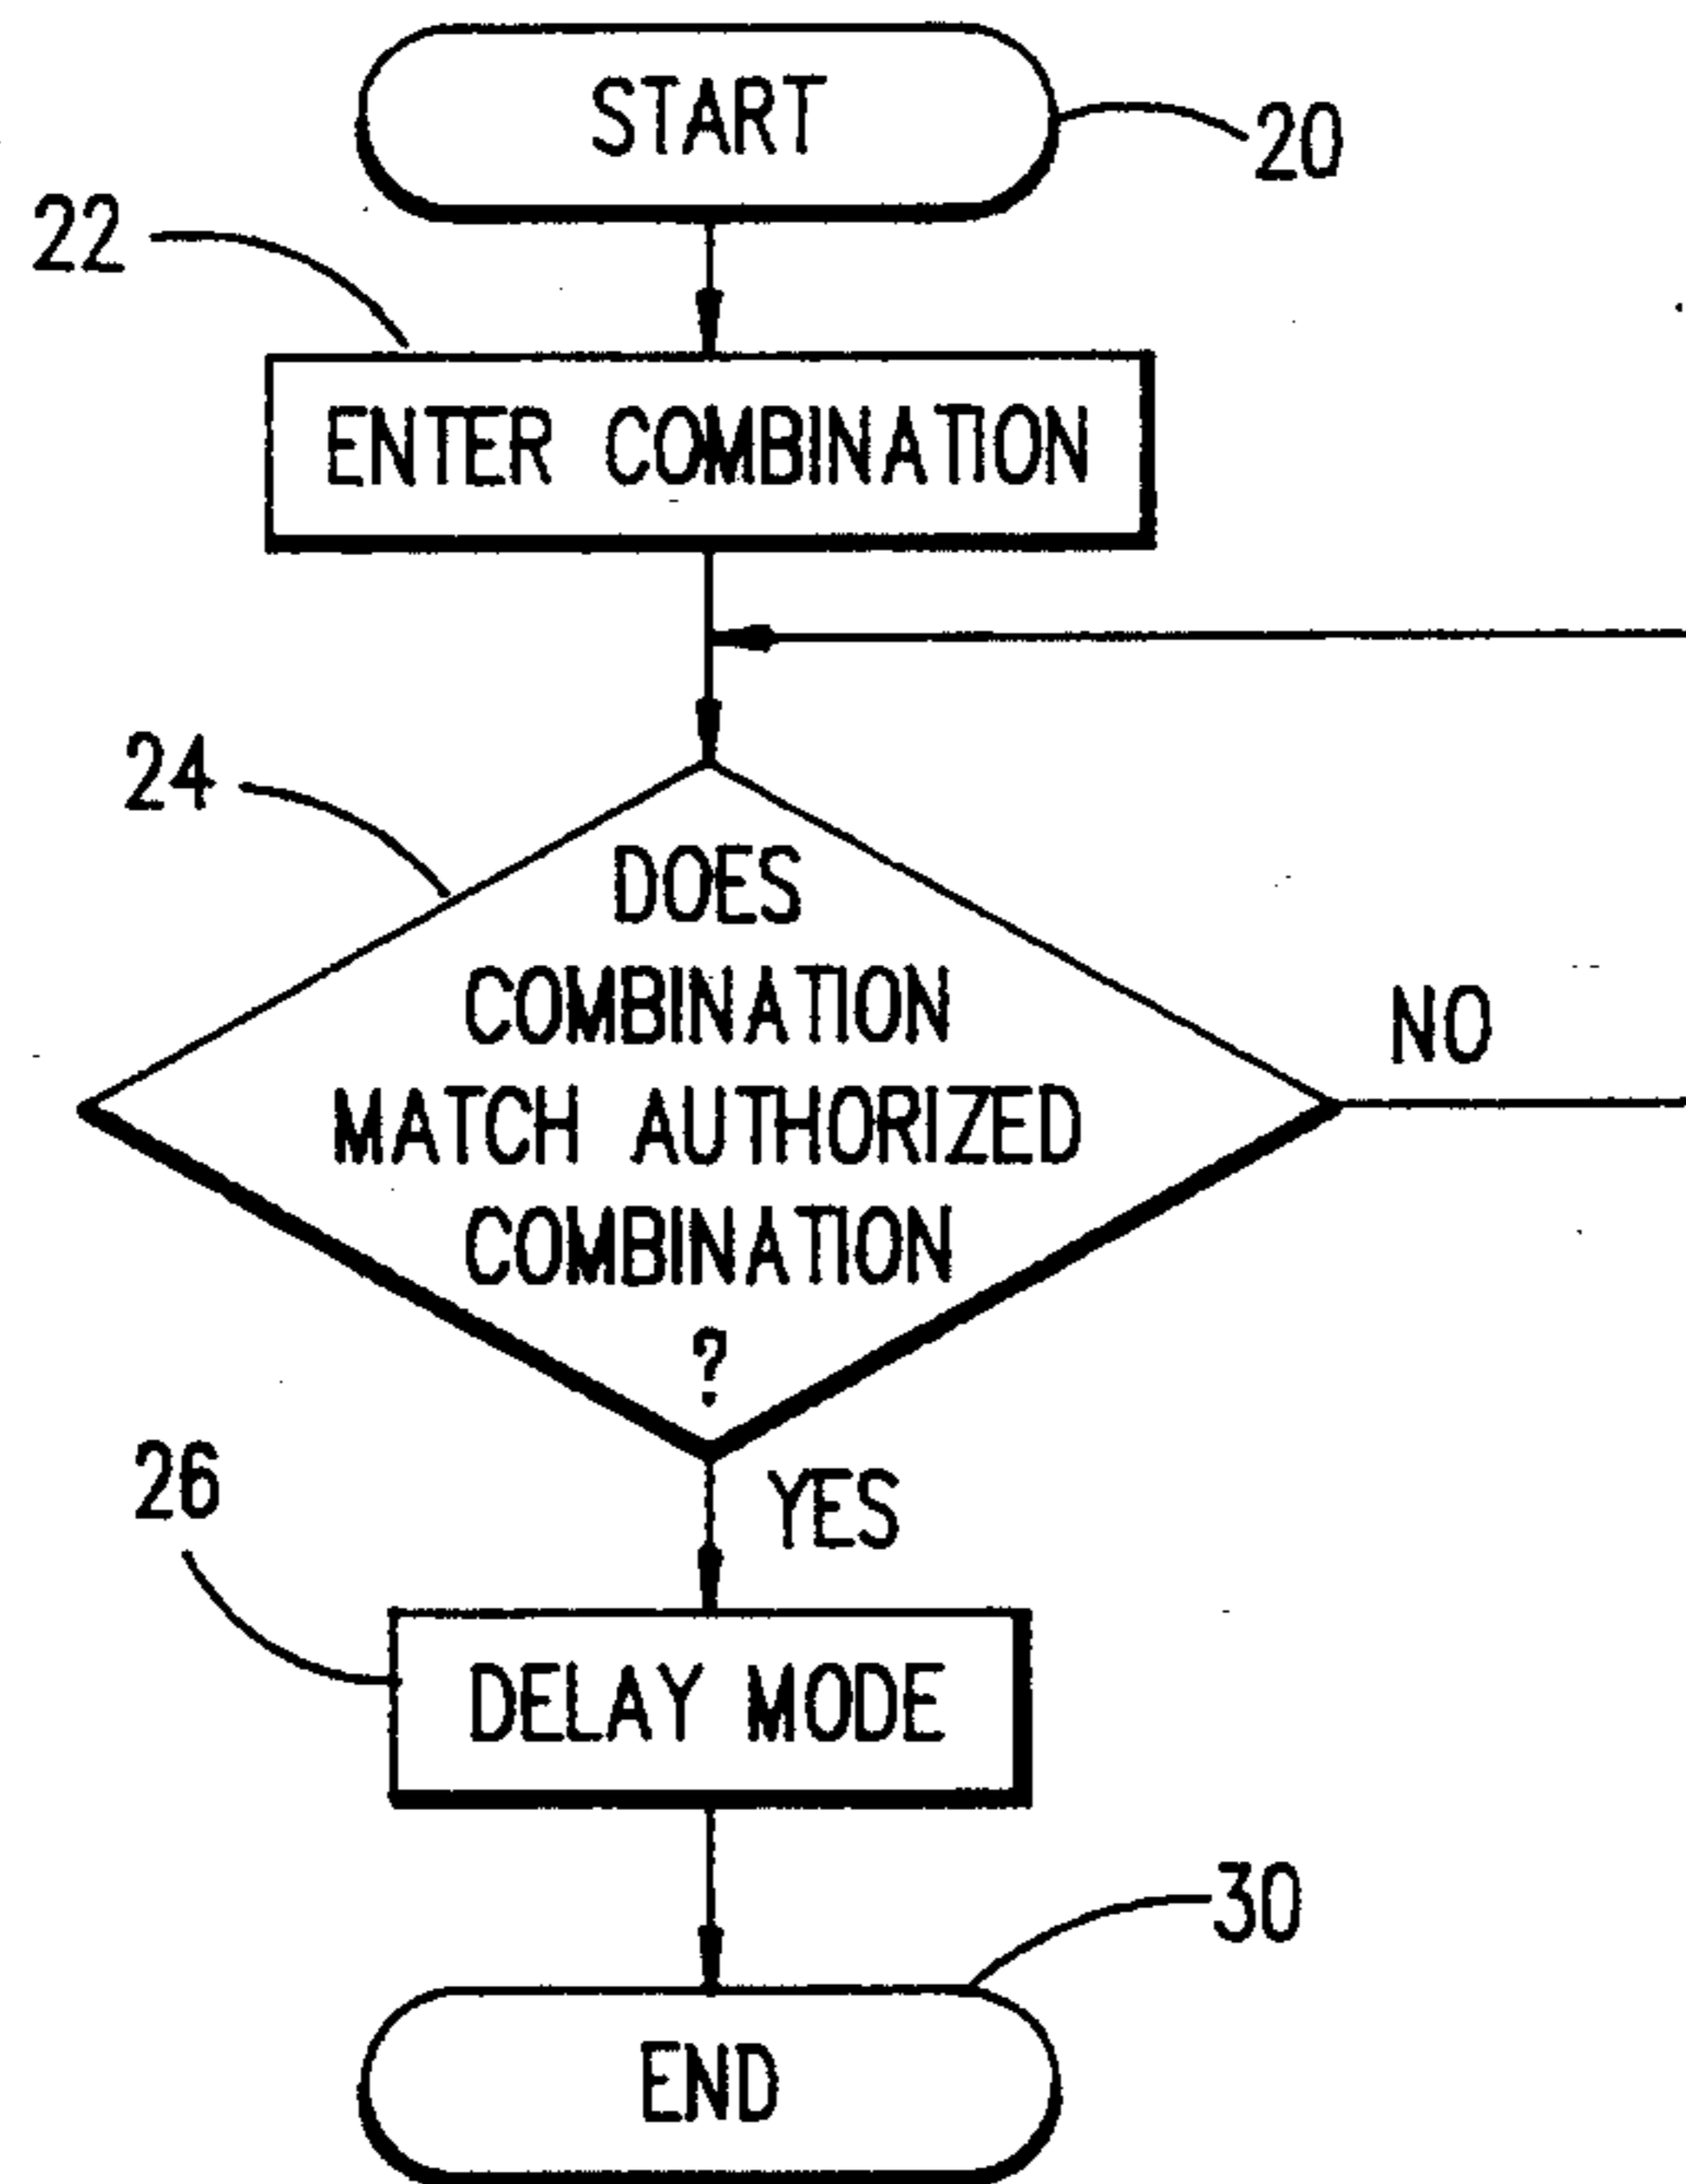 START
20
22
ENTER COMBINATION
24
DOES
COMBINATION
MATCH AUTHORIZED
COMBINATION
?
NO
26
YES
DELAY MODE
30
END